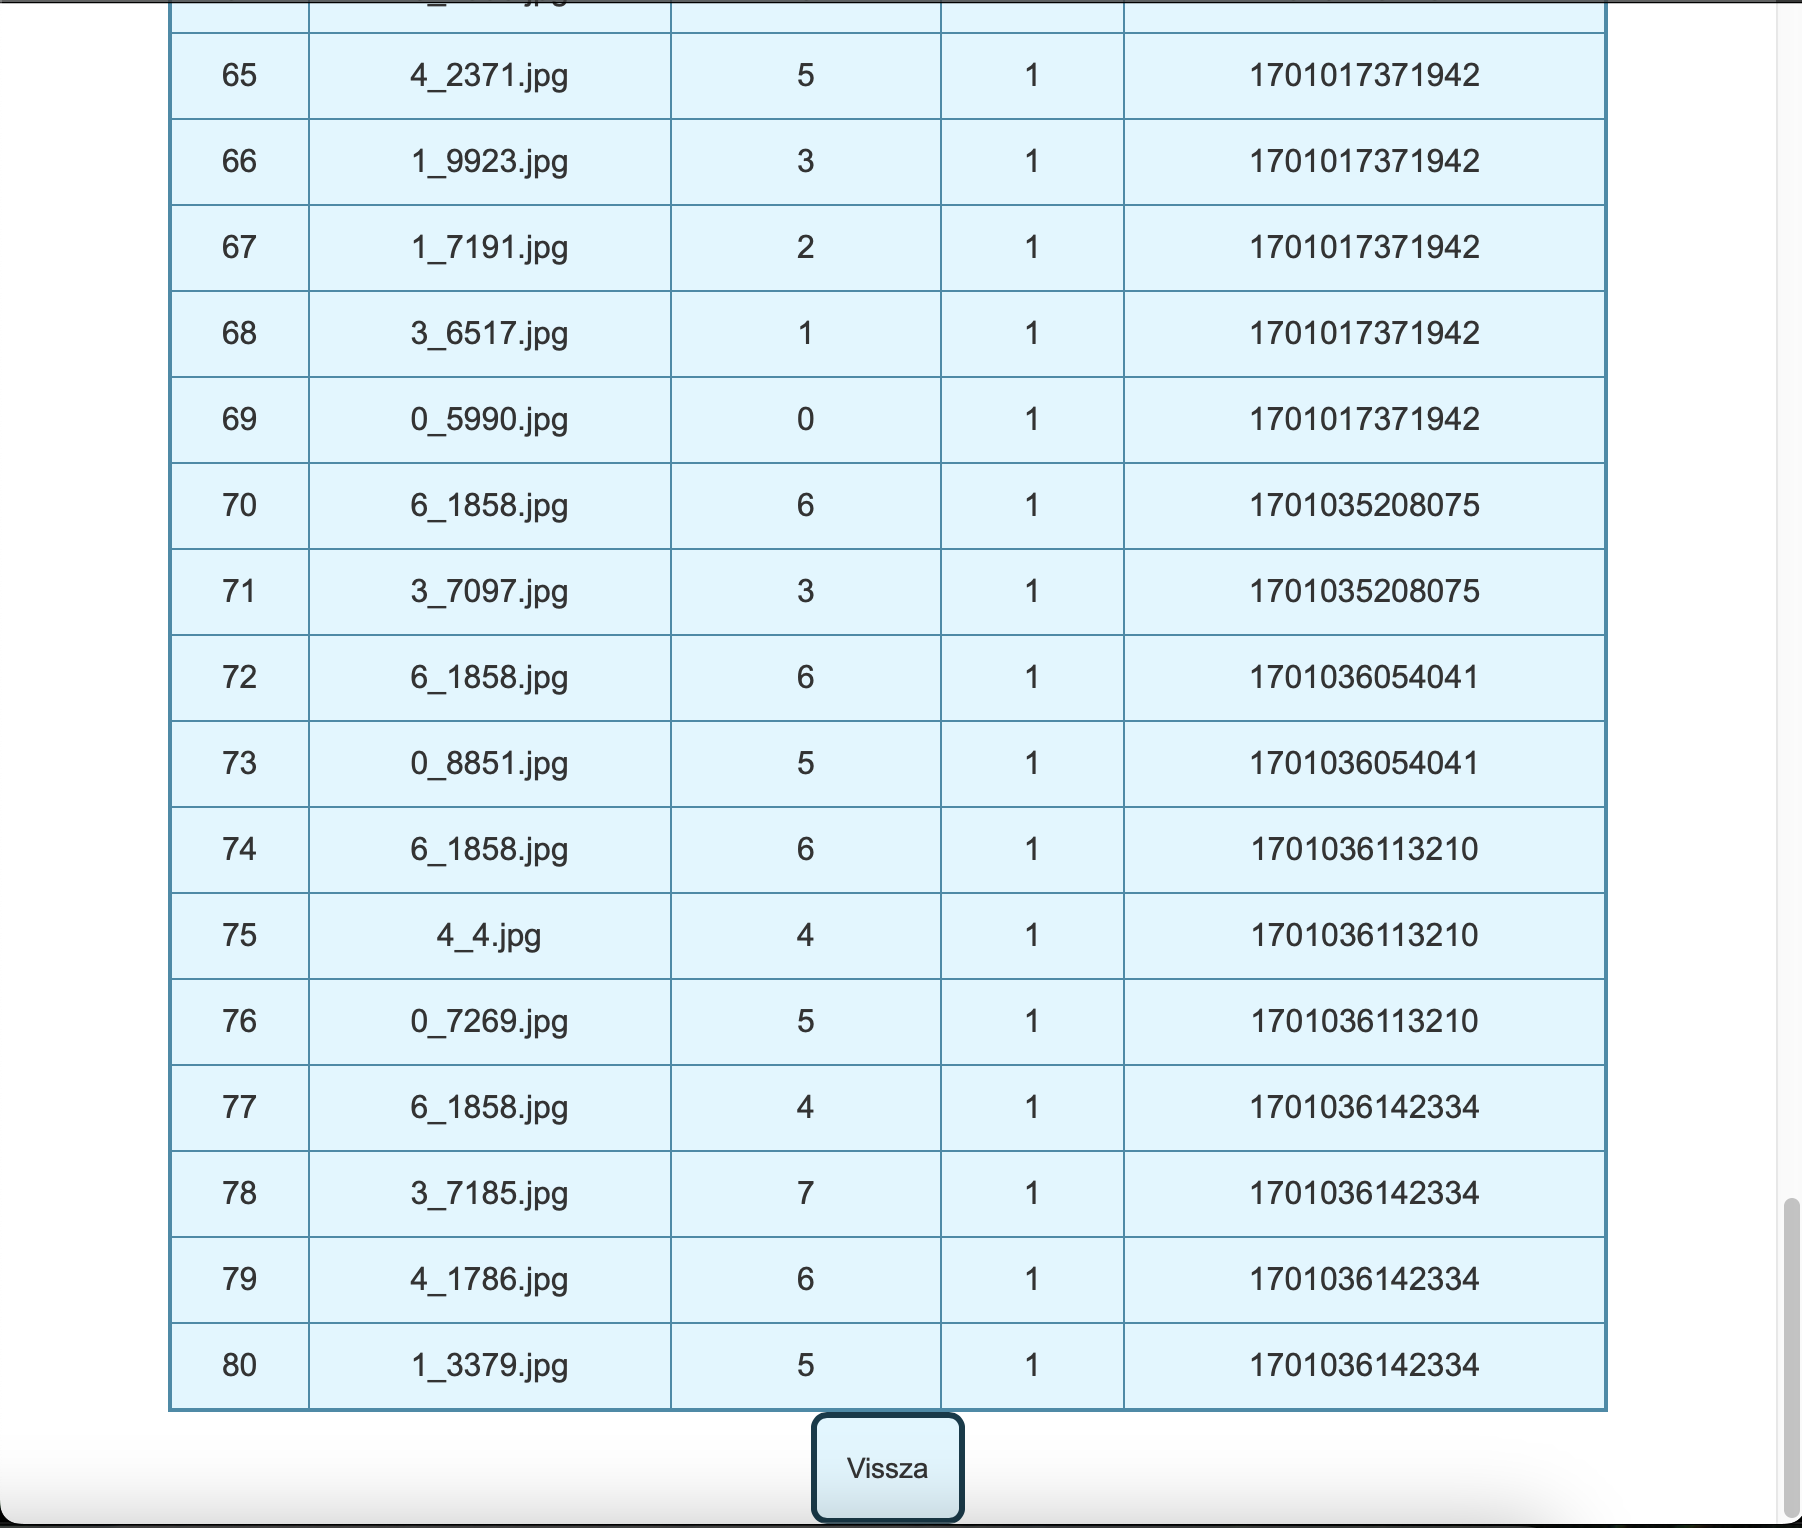 65 4_2371.jpg 5 1 1701017371942
66 1_9923.jpg 3 1 1701017371942
67 1_7191.jpg 2 1 1701017371942
68 3_6517.jpg 1 1 1701017371942
69 0_5990.jpg 0 1 1701017371942
70 6_1858.jpg 6 1 1701035208075
71 3_7097.jpg 3 1 1701035208075
72 6_1858.jpg 6 1 1701036054041
73 0_8851.jpg 5 1 1701036054041
74 6_1858.jpg 6 1 1701036113210
75 4_4.jpg 4 1 1701036113210
76 0_7269.jpg 5 1 1701036113210
77 6_1858.jpg 4 1 1701036142334
78 3_7185.jpg 7 1 1701036142334
79 4_1786.jpg 6 1 1701036142334
80 1_3379.jpg 5 1 1701036142334
Vissza